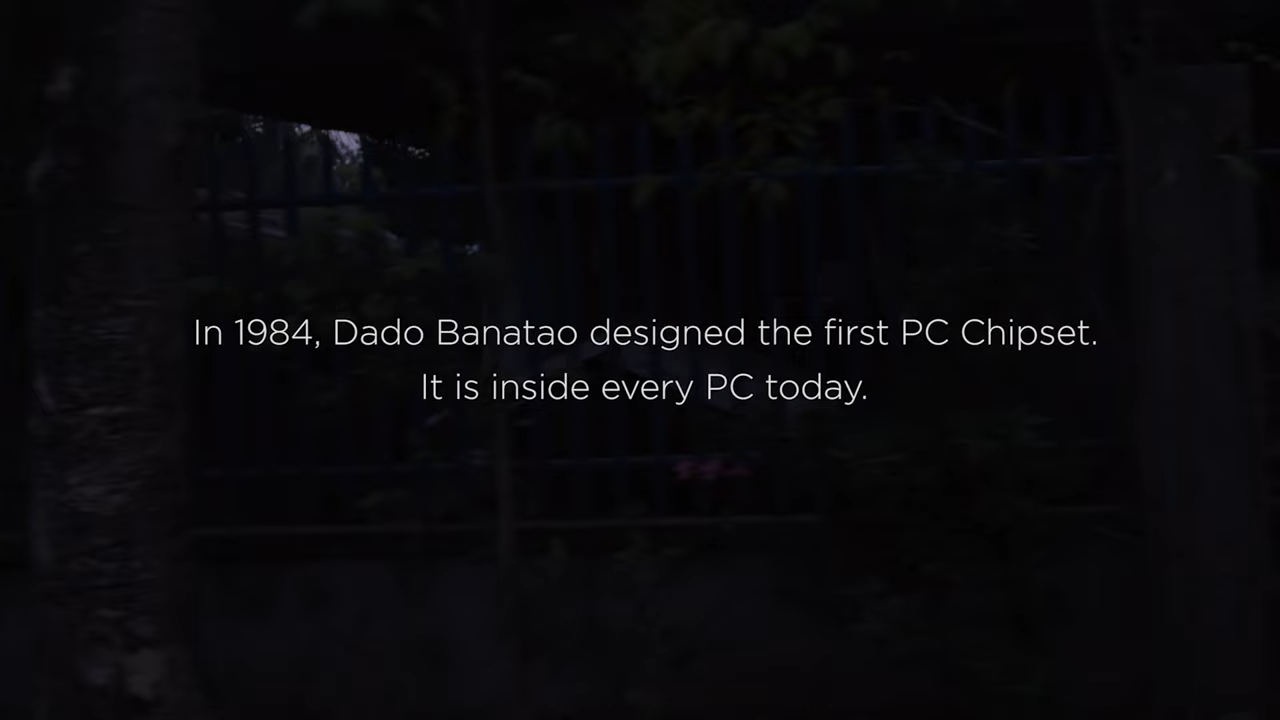 In 1984, Dado Banatao designed the first PC Chipset.
It is inside every PC today.